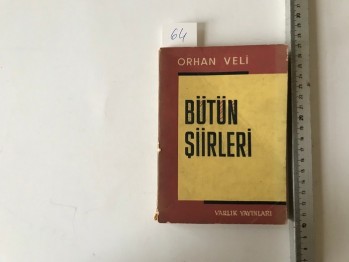 64
ORHAN VELİ
BÜTÜN
ŞİİRLERİ
VARLIK YAYINLARI